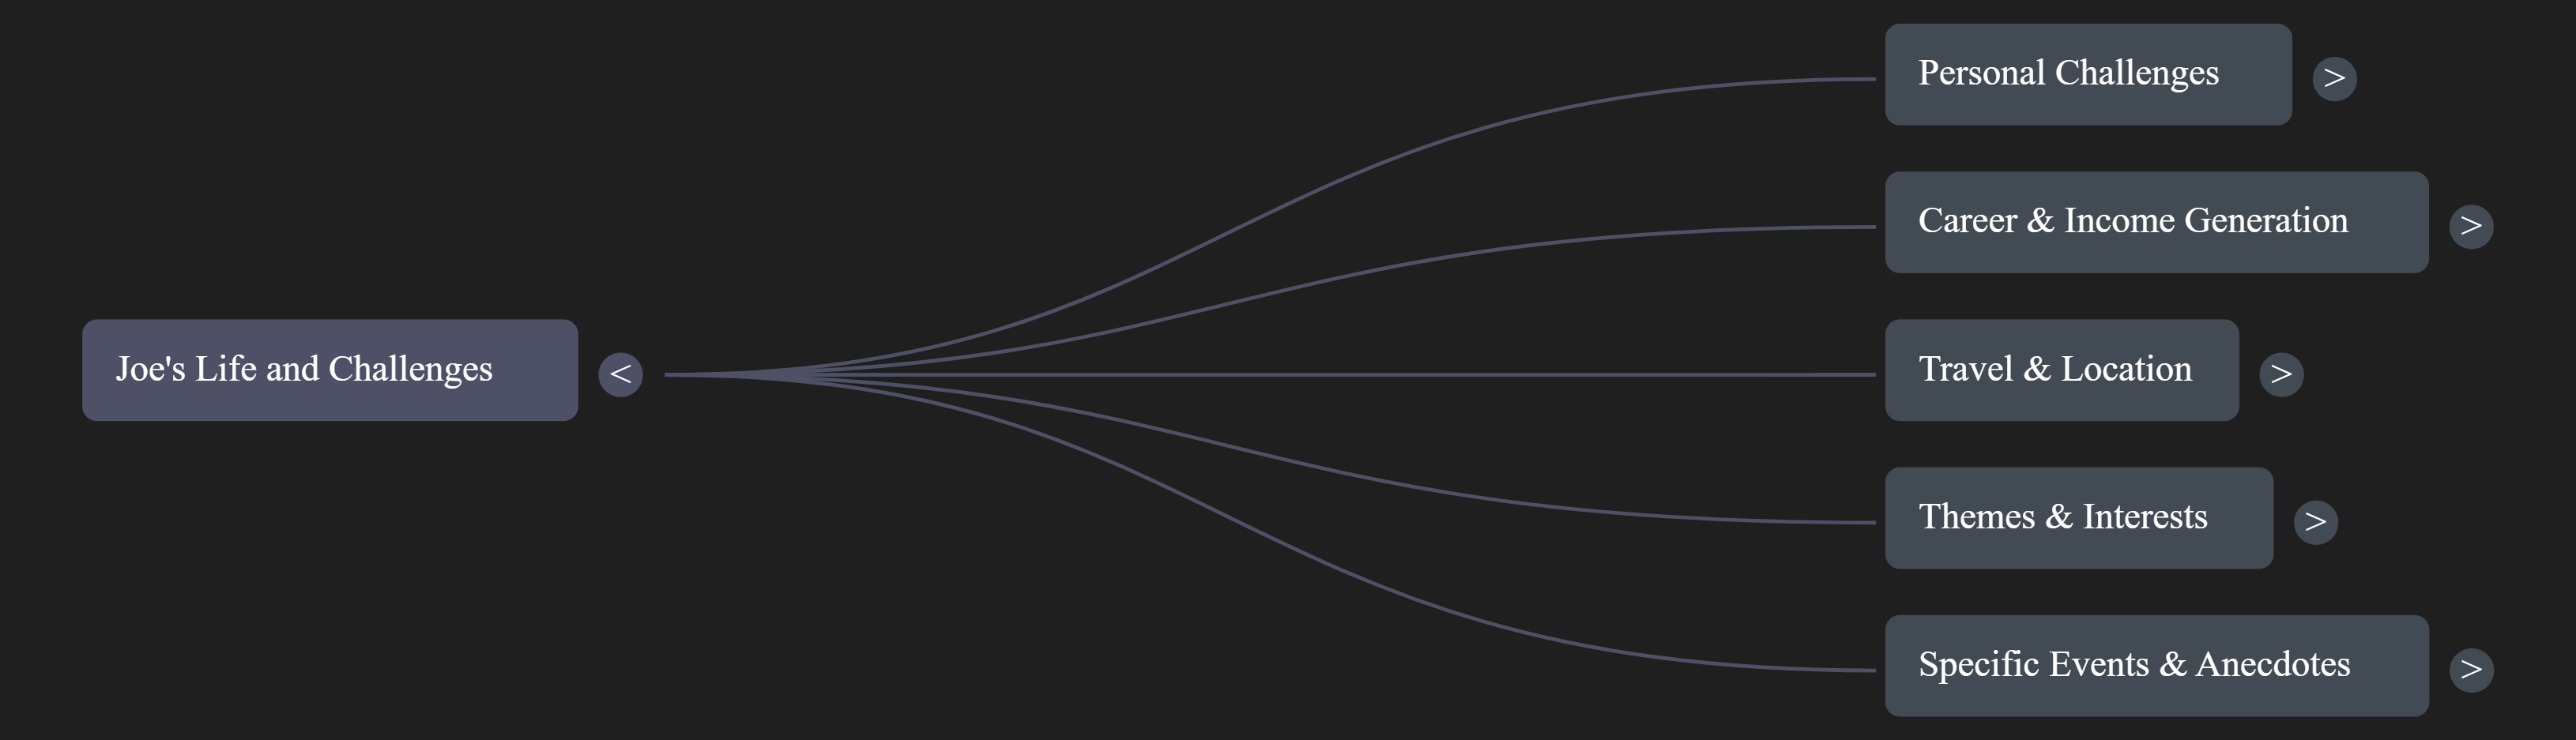 Personal Challenges >
Career & Income Generation >
Joe's Life and Challenges <
Travel & Location >
Themes & Interests >
Specific Events & Anecdotes >